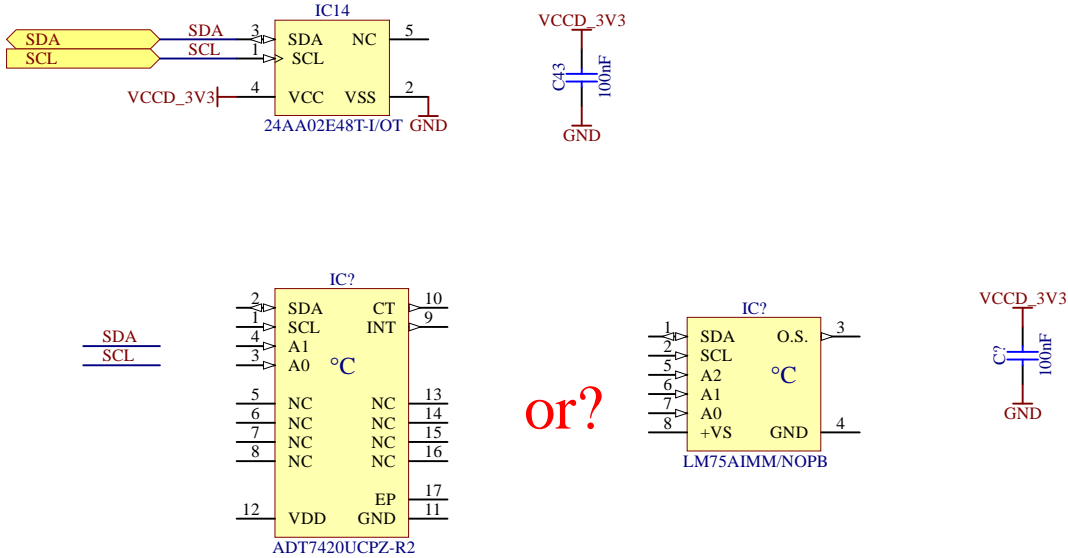 IC14
SDA SDA 3 SDA NC 5
SCL SCL 1 SCL
VCCD_3V3 4 VCC VSS 2
GND
24AA02E48T-I/OT
VCCD_3V3
C43
100nF
GND
SDA
SCL
IC?
2 SDA CT 10
1 SCL INT 9
4 A1
3 A0
°C
5 NC NC 13
6 NC NC 14
7 NC NC 15
8 NC NC 16
EP 17
12 VDD GND 11
ADT7420UCPZ-R2
or?
IC?
1 SDA O.S. 3
2 SCL
5 A2
°C
6 A1
7 A0
8 +VS GND 4
LM75AIMM/NOPB
VCCD_3V3
C?
100nF
GND